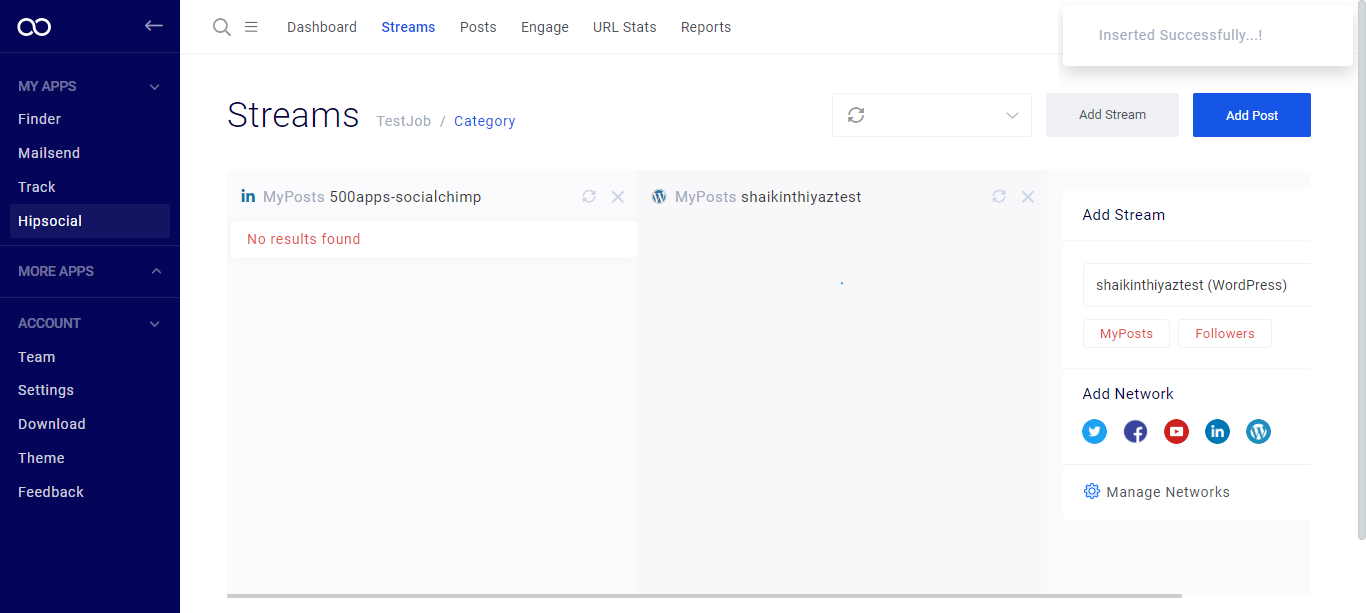 Dashboard Streams Posts Engage URL Stats Reports
Inserted Successfully...!
MY APPS
Finder
Mailsend
Track
Hipsocial
MORE APPS
ACCOUNT
Team
Settings
Download
Theme
Feedback
Streams TestJob / Category
Add Stream
Add Post
MyPosts 500apps-socialchimp
No results found
MyPosts shaikinthiyaztest
Add Stream
shaikinthiyaztest (WordPress)
MyPosts Followers
Add Network
Manage Networks